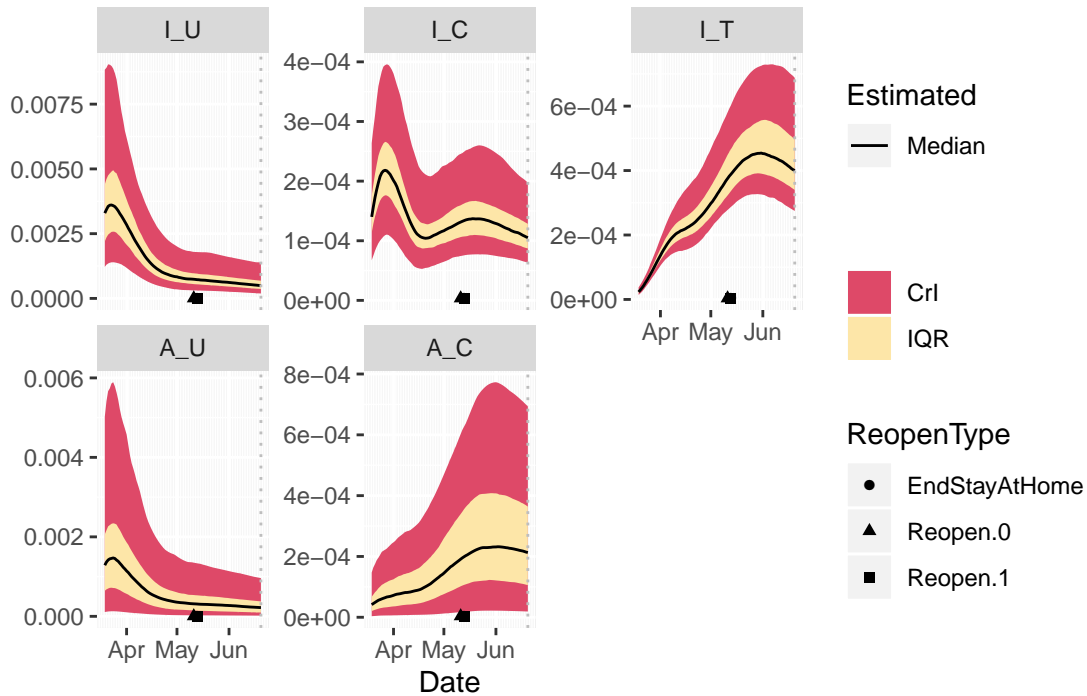 I_U
I_C
I_T
0.0075
0.0050
0.0025
0.0000
4e−04
3e−04
2e−04
1e−04
0e+00
6e−04
4e−04
2e−04
0e+00
Apr May Jun
A_U
A_C
0.006
0.004
0.002
0.000
Apr May Jun
8e−04
6e−04
4e−04
2e−04
0e+00
Apr May Jun
Date
Estimated
Median
CrI
IQR
ReopenType
EndStayAtHome
Reopen.0
Reopen.1